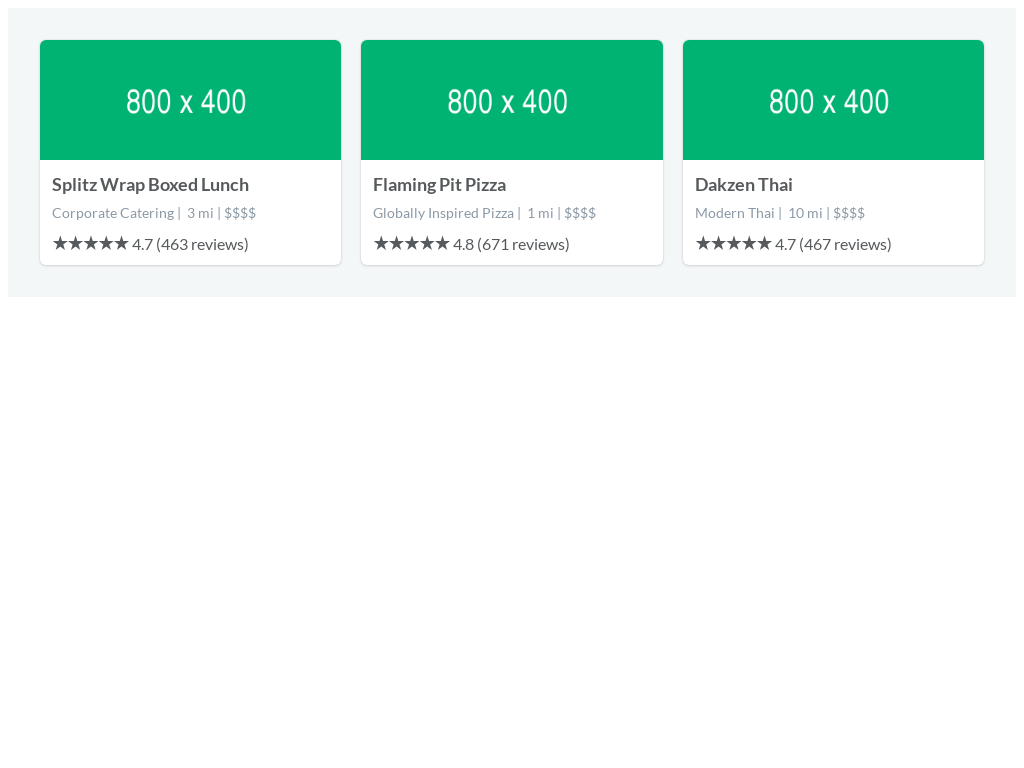 800 x 400
Splitz Wrap Boxed Lunch
Corporate Catering | 3 mi | $$$$
★★★★★ 4.7 (463 reviews)
800 x 400
Flaming Pit Pizza
Globally Inspired Pizza | 1 mi | $$$$
★★★★★ 4.8 (671 reviews)
800 x 400
Dakzen Thai
Modern Thai | 10 mi | $$$$
★★★★★ 4.7 (467 reviews)